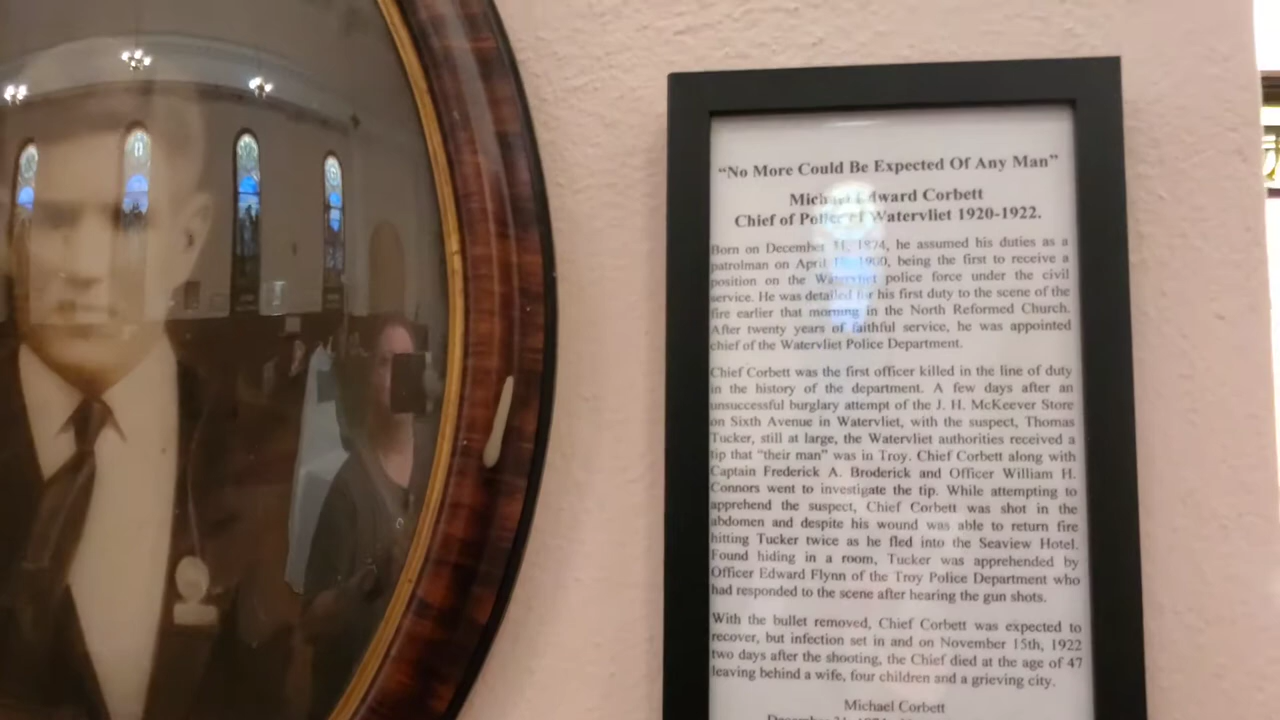 “No More Could Be Expected Of Any Man”
Michael Edward Corbett
Chief of Police of Watervliet 1920-1922.
Born on December 31, 1874, he assumed his duties as a
patrolman on April 1900, being the first to receive a
position on the Watervliet police force under the civil
service. He was detailed for his first duty to the scene of the
fire earlier that morning in the North Reformed Church.
After twenty years of faithful service, he was appointed
chief of the Watervliet Police Department.
Chief Corbett was the first officer killed in the line of duty
in the history of the department. A few days after an
unsuccessful burglary attempt of the J. H. McKeever Store
on Sixth Avenue in Watervliet, with the suspect, Thomas
Tucker, still at large, the Watervliet authorities received a
tip that “their man” was in Troy. Chief Corbett along with
Captain Frederick A. Broderick and Officer William H.
Connors went to investigate the tip. While attempting to
apprehend the suspect, Chief Corbett was shot in the
abdomen and despite his wound was able to return fire
hitting Tucker twice as he fled into the Seaview Hotel.
Found hiding in a room, Tucker was apprehended by
Officer Edward Flynn of the Troy Police Department who
had responded to the scene after hearing the gun shots.
With the bullet removed, Chief Corbett was expected to
recover, but infection set in and on November 15th, 1922
two days after the shooting, the Chief died at the age of 47
leaving behind a wife, four children and a grieving city.
Michael Corbett